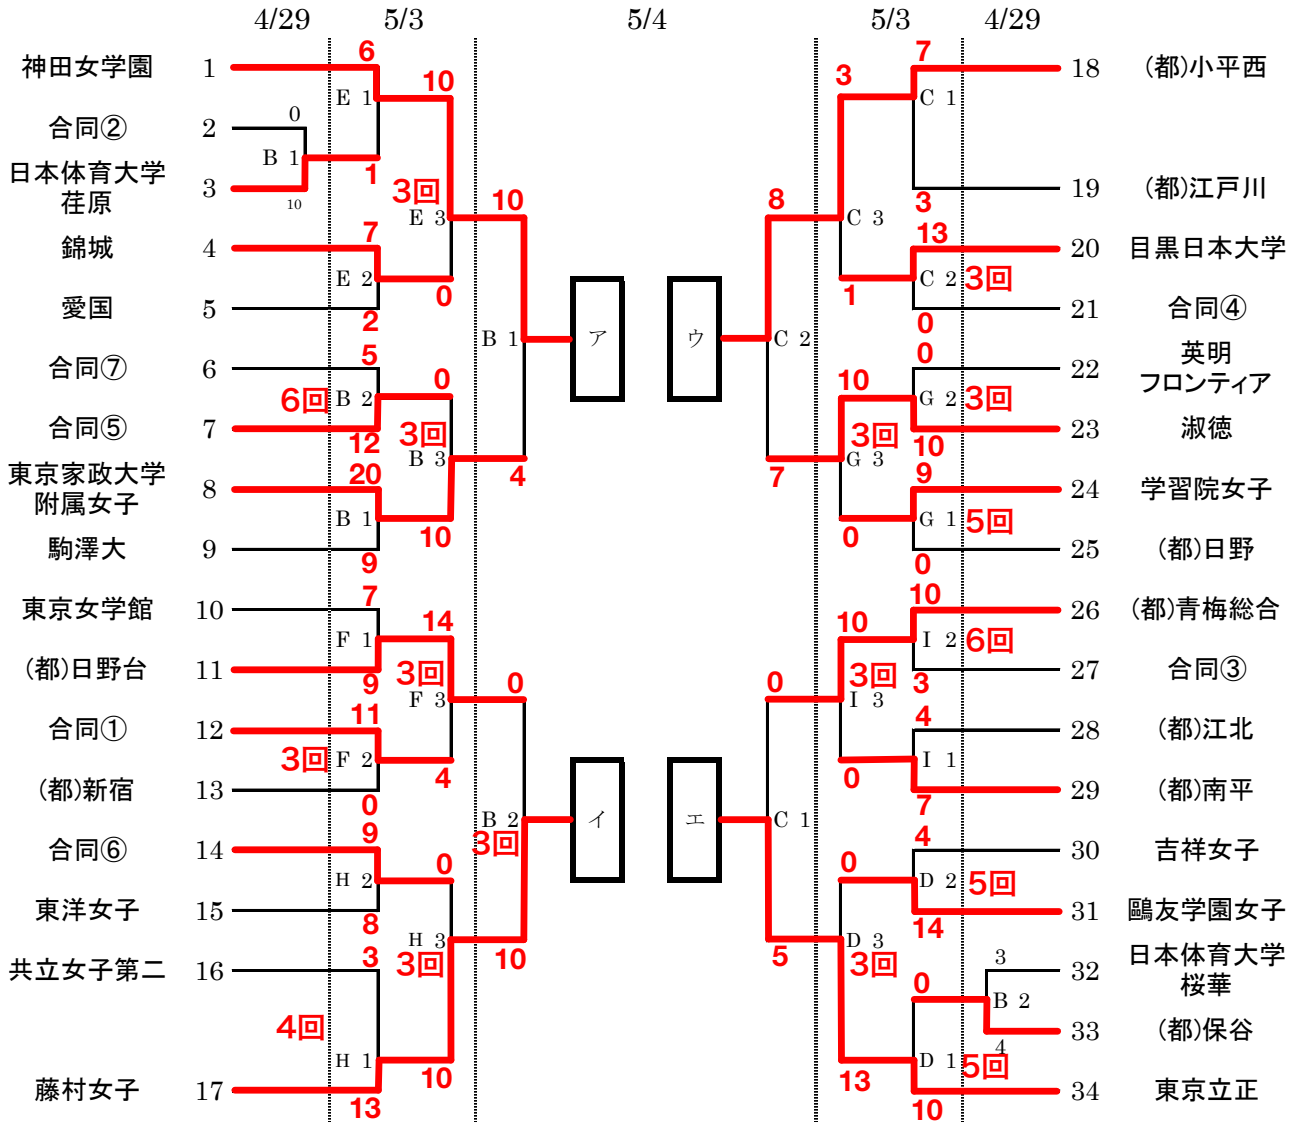 4/29 5/3 5/4 5/3 4/29
6 7
神田女学園 1 10 3 18 (都)小平西
E 1 C 1
0
合同② 2
B 1
日本体育大学
荏原
3 1 3回 10 8 19 (都)江戸川
10 3
E 3 C 3
7 13
錦城 4 20 目黒日本大学
E 2 C 2 3回
0 1
愛国 5 21 合同④
2 0
B 1 ア ウ C 2
5 0
合同⑦ 6 22 英明
フロンティア
6回 B 2 0 10 G 2 3回
合同⑤ 7 3回 3回 23 淑徳
12 10
B 3 4 7 G 3
20 9
東京家政大学
附属女子
8 24 学習院女子
B 1 G 1 5回
10 0
駒澤大 9 25 (都)日野
9 0
7 10
東京女学館 10 26 (都)青梅総合
F 1 14 10 I 2 6回
(都)日野台 11 3回 3回 27 合同③
9 3
F 3 0 0 I 3
11 4
合同① 12 28 (都)江北
3回 F 2 I 1
4 0
(都)新宿 13 29 (都)南平
0 7
B 2 イ エ C 1
3回
9 4
合同⑥ 14 30 吉祥女子
H 2 0 0 D 2 5回
東洋女子 15 31 鷗友学園女子
8 14
H 3 10 5 D 3
3回 3回
3 0 3
共立女子第二 16 32 日本体育大学
桜華
B 2
4回 33 (都)保谷
4
H 1 10 13 D 1 5回
藤村女子 17 34 東京立正
13 10